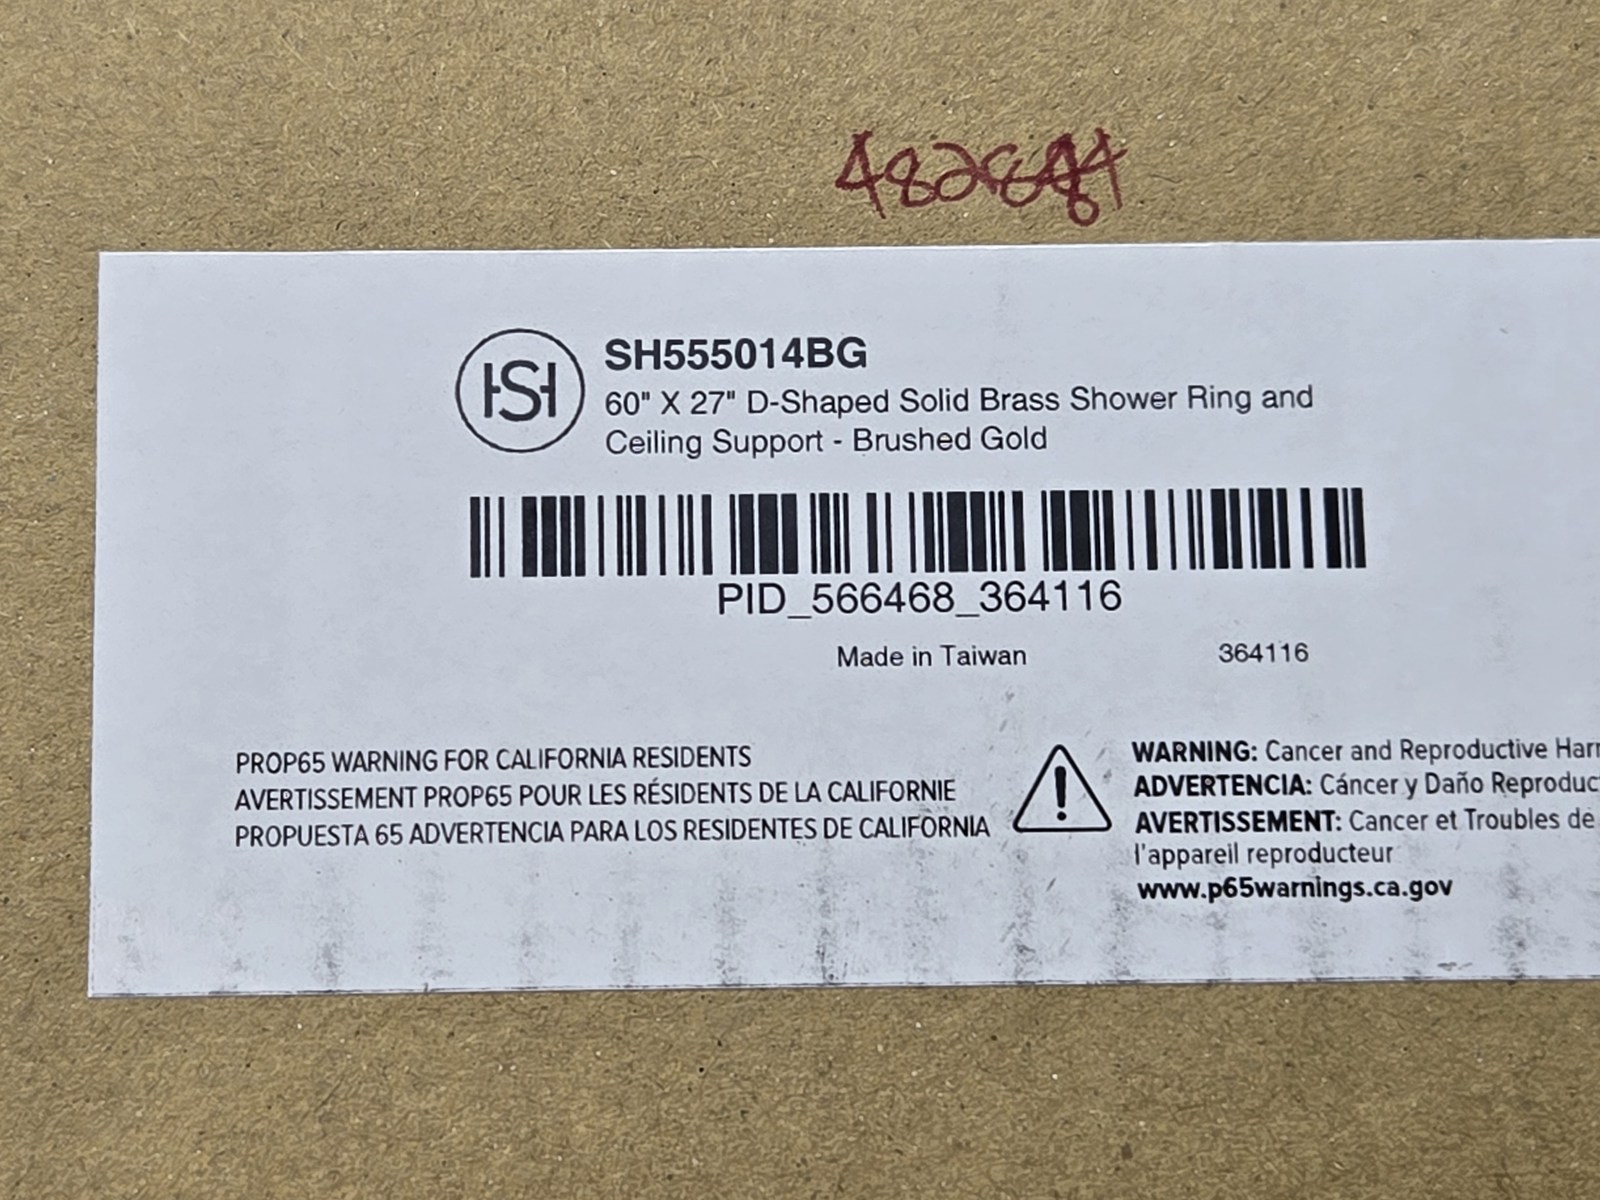 SH555014BG
60" X 27" D-Shaped Solid Brass Shower Ring and
Ceiling Support - Brushed Gold
PID_566468_364116
Made in Taiwan 364116
PROP65 WARNING FOR CALIFORNIA RESIDENTS
AVERTISSEMENT PROP65 POUR LES RÉSIDENTS DE LA CALIFORNIE
PROPUESTA 65 ADVERTENCIA PARA LOS RESIDENTES DE CALIFORNIA
WARNING: Cancer and Reproductive
ADVERTENCIA: Cáncer y Daño
AVERTISSEMENT: Cancer et Troubles de
l'appareil reproducteur
www.p65warnings.ca.gov